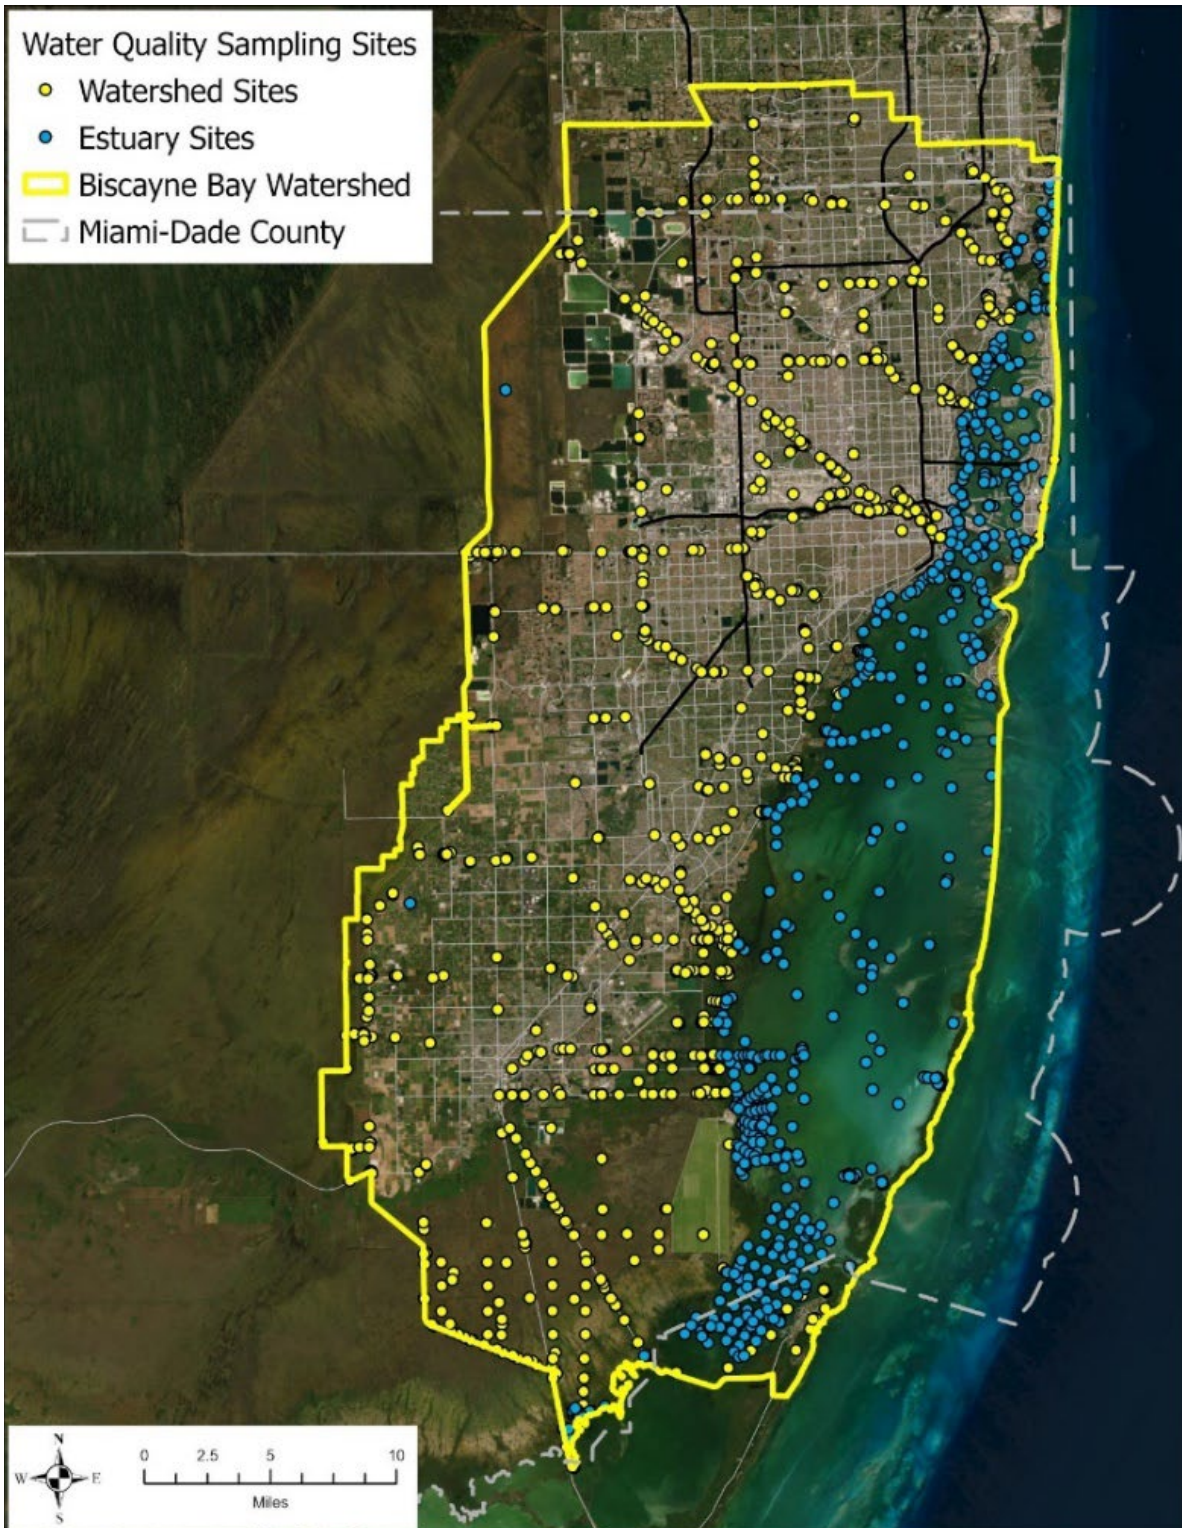 Water Quality Sampling Sites
Watershed Sites
Estuary Sites
Biscayne Bay Watershed
Miami-Dade County
N
W E
S
0 2.5 5 10
Miles